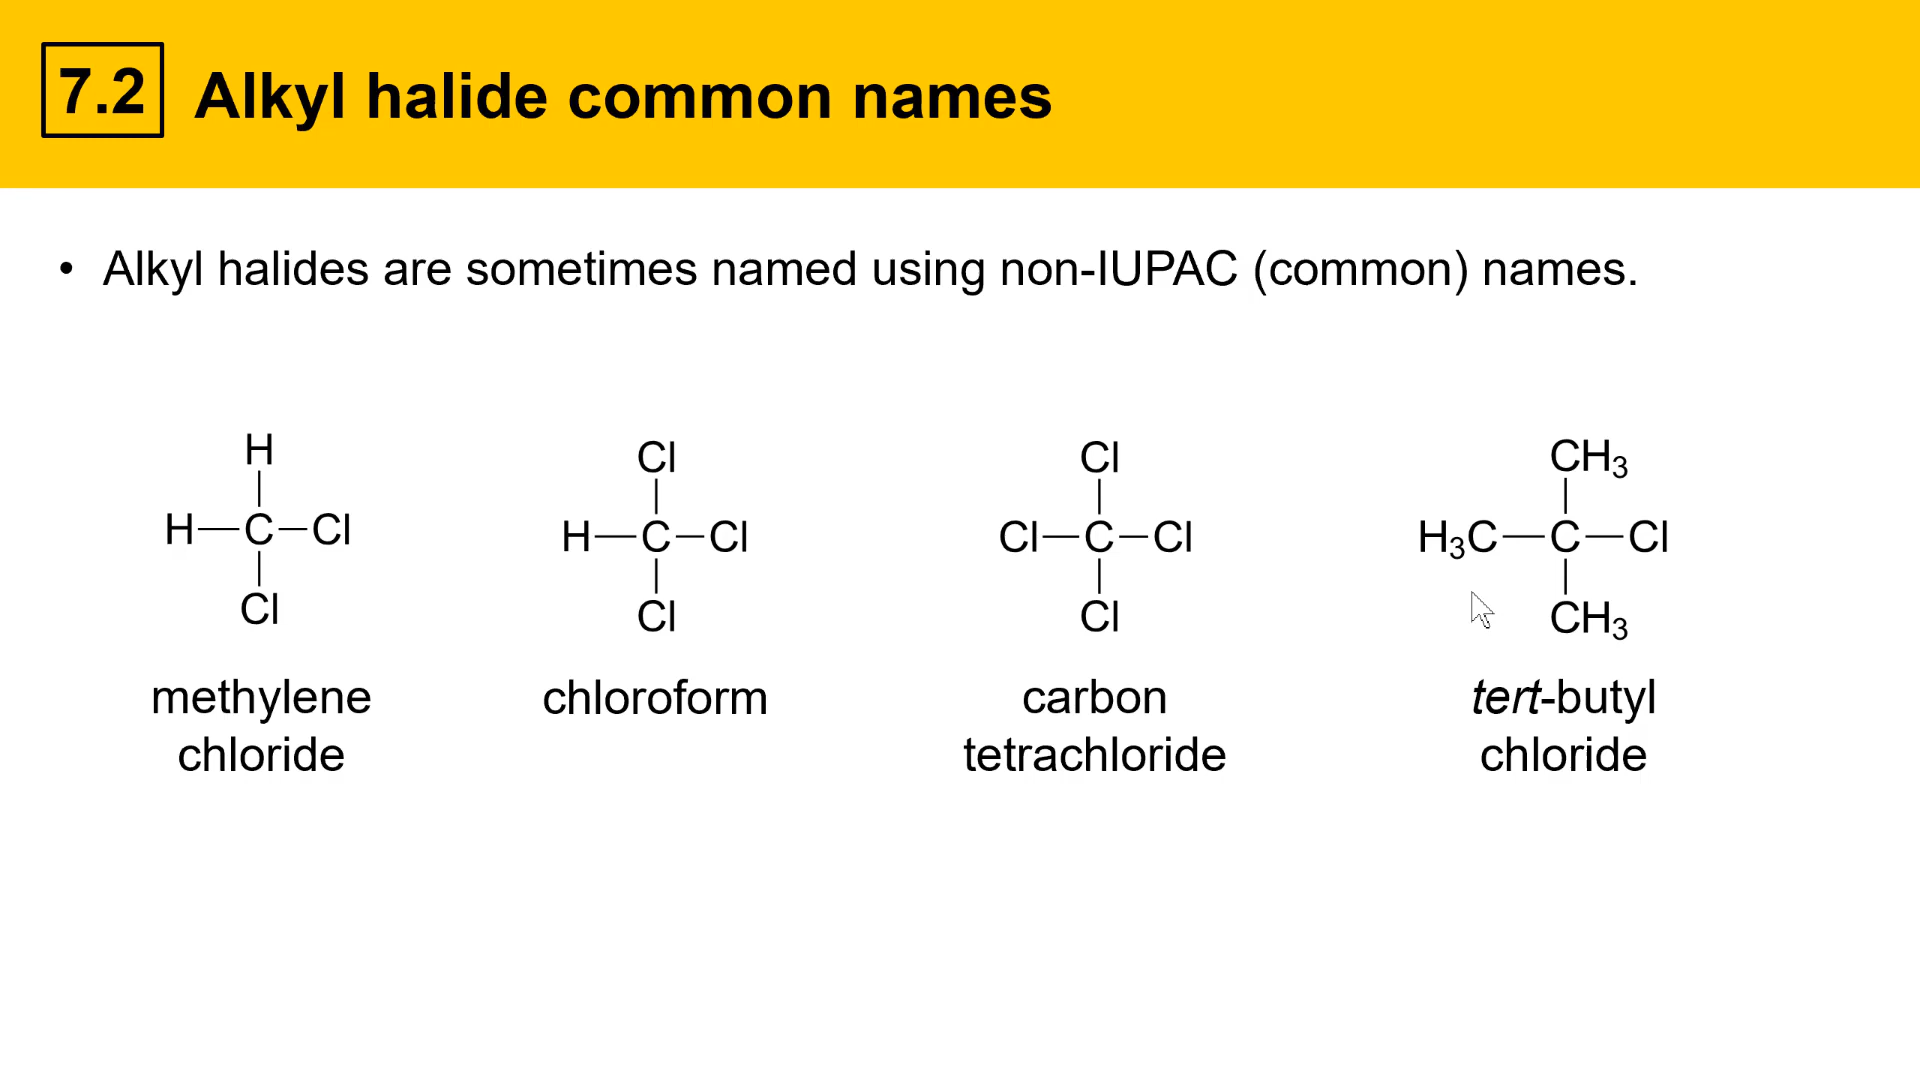 7.2 Alkyl halide common names
• Alkyl halides are sometimes named using non-IUPAC (common) names.
H
H—C—Cl
Cl
methylene
chloride
Cl
H—C—Cl
Cl
chloroform
Cl
Cl—C—Cl
Cl
carbon
tetrachloride
CH₃
H₃C—C—Cl
CH₃
tert-butyl
chloride